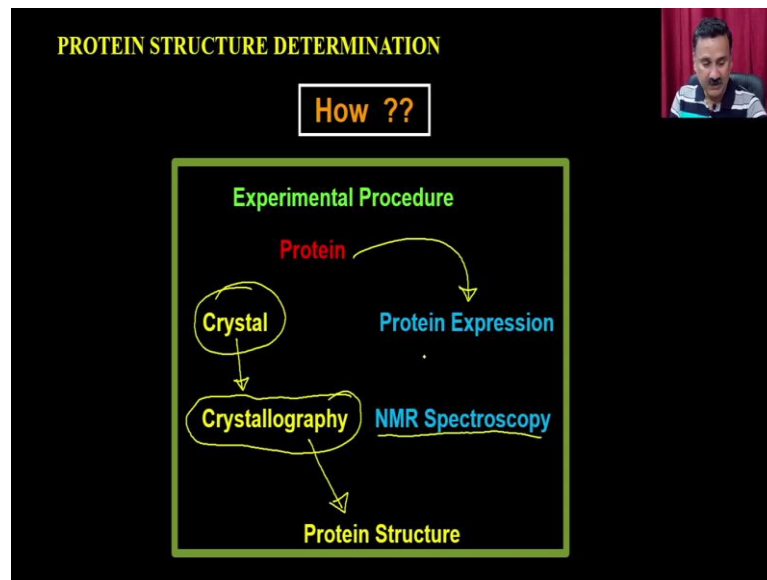 PROTEIN STRUCTURE DETERMINATION
How ??
Experimental Procedure
Protein
Crystal
Protein Expression
Crystallography
NMR Spectroscopy
Protein Structure